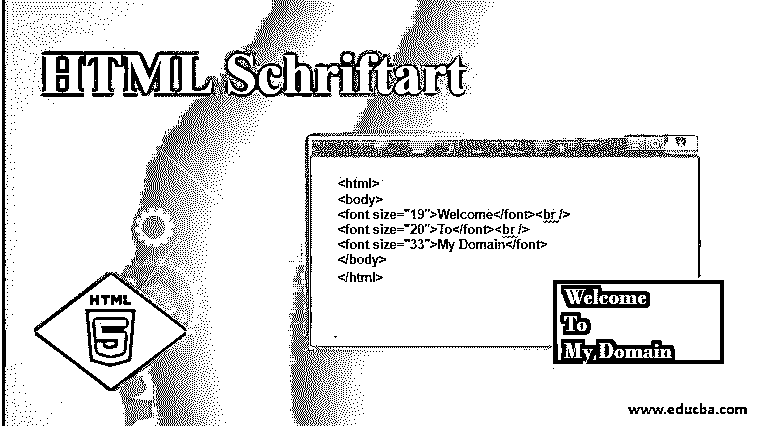 HTML Schriftart
<html>
<body>
<font size="19">Welcome</font><br />
<font size="20">To</font><br />
<font size="33">My Domain</font>
</body>
</html>
HTML
5
Welcome
To
My Domain
www.educba.com